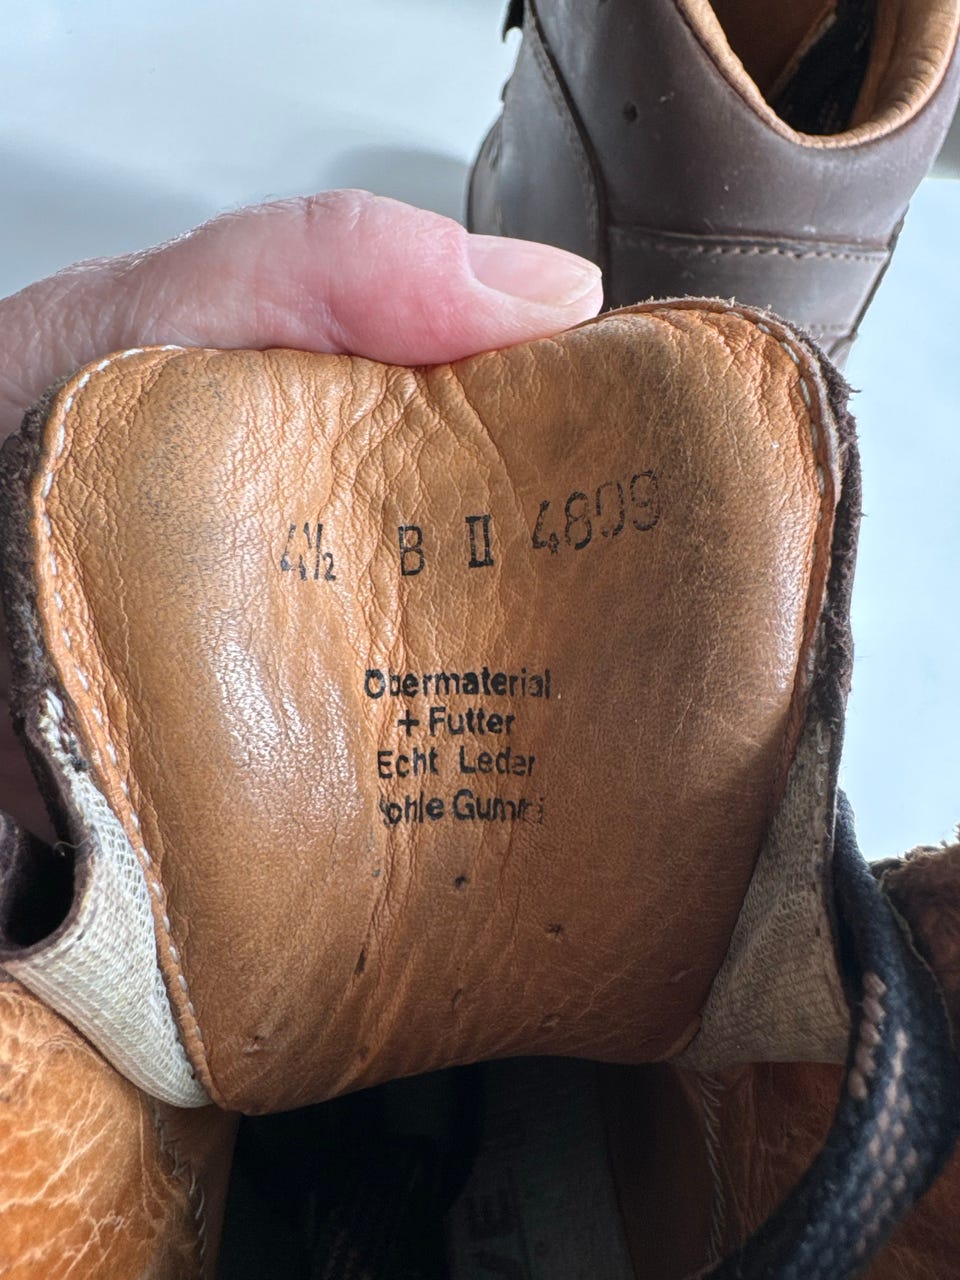 4½ B II 4809
Obermaterial
+ Futter
Echt Leder
Sohle Gummi